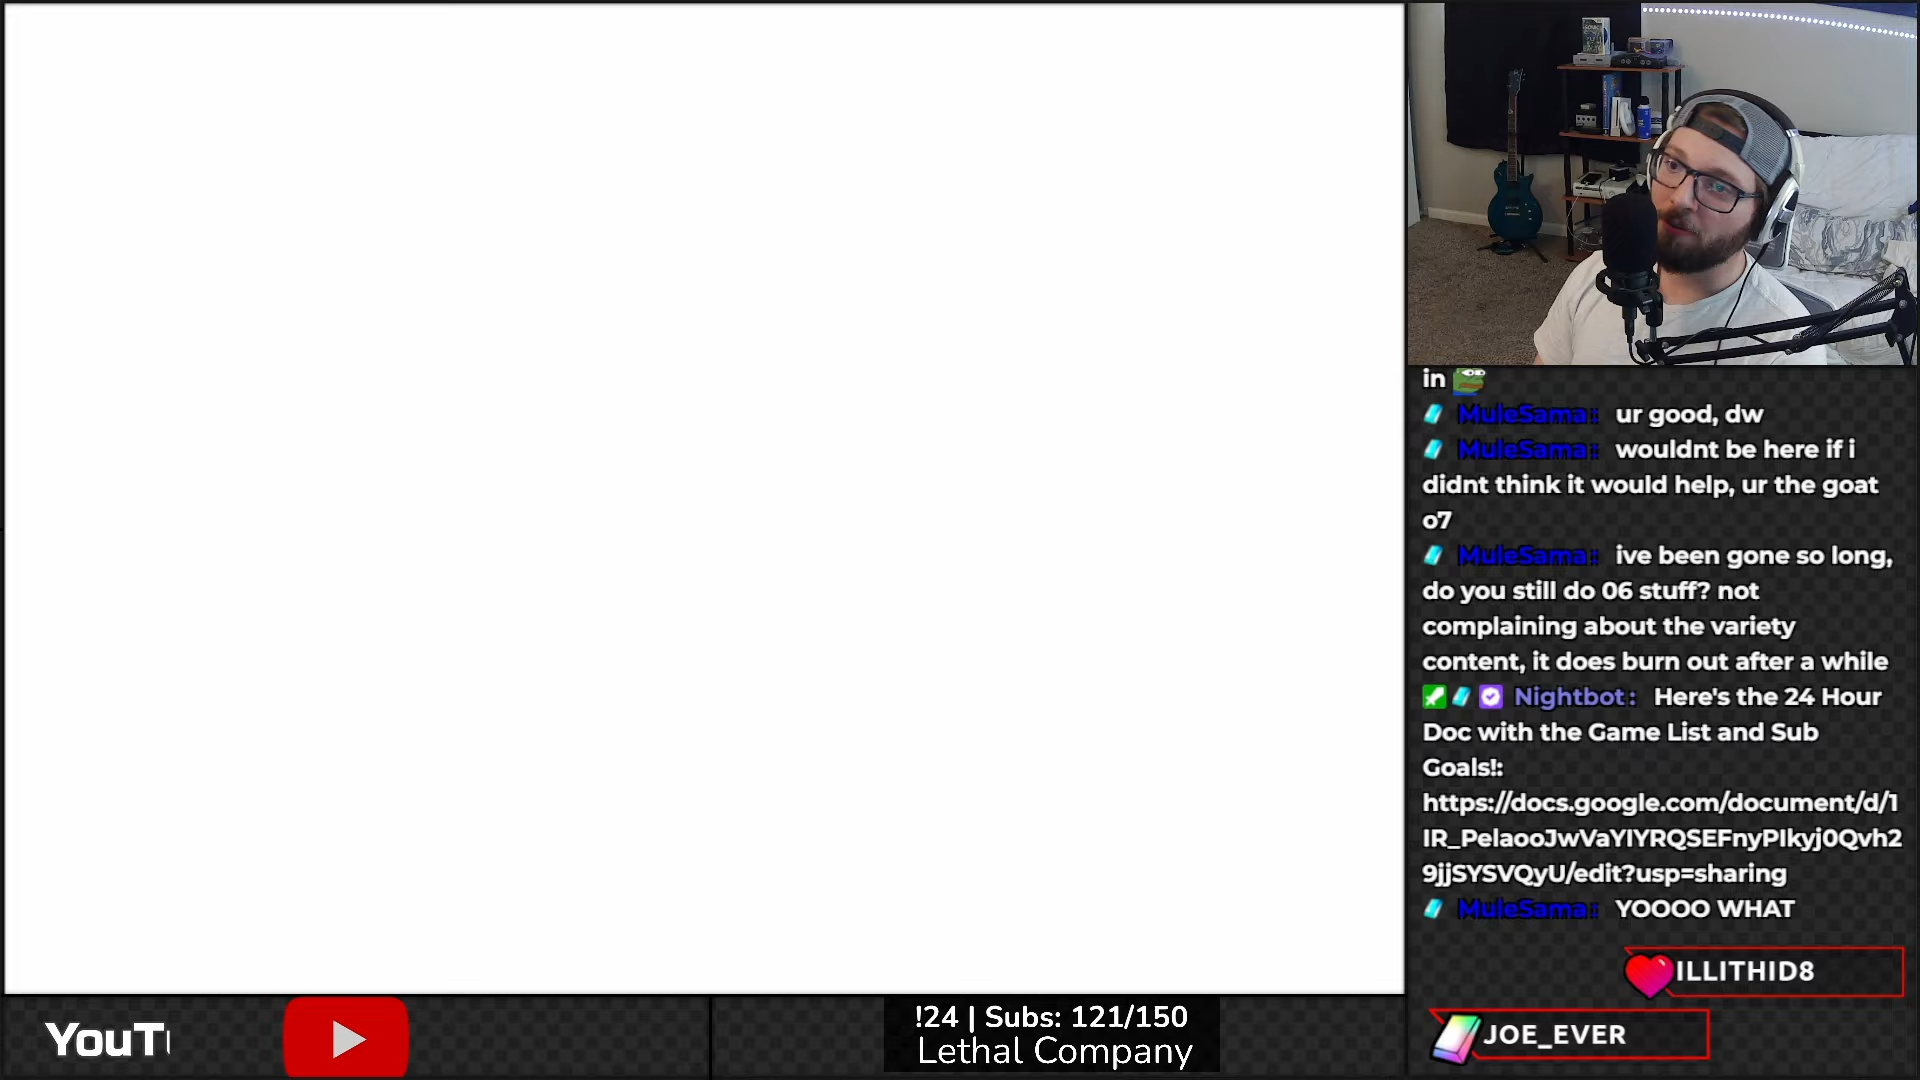 in
MuleSama: ur good, dw
MuleSama: wouldnt be here if i
didnt think it would help, ur the goat
o7
MuleSama: ive been gone so long,
do you still do 06 stuff? not
complaining about the variety
content, it does burn out after a while
Nightbot: Here's the 24 Hour
Doc with the Game List and Sub
Goals!:
https://docs.google.com/document/d/1
IR_PelaooJwVaYIYRQSEFnyPIkyj0Qvh2
9jjSYSVQyU/edit?usp=sharing
MuleSama: YOOOO WHAT
ILLITHID8
JOE_EVER
YouT
!24 | Subs: 121/150
Lethal Company